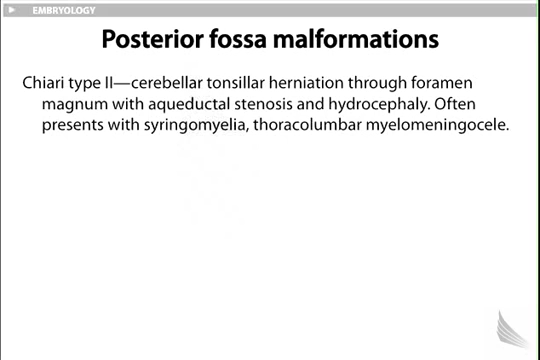 EMBRYOLOGY
Posterior fossa malformations
Chiari type II—cerebellar tonsillar herniation through foramen
magnum with aqueductal stenosis and hydrocephaly. Often
presents with syringomyelia, thoracolumbar myelomeningocele.